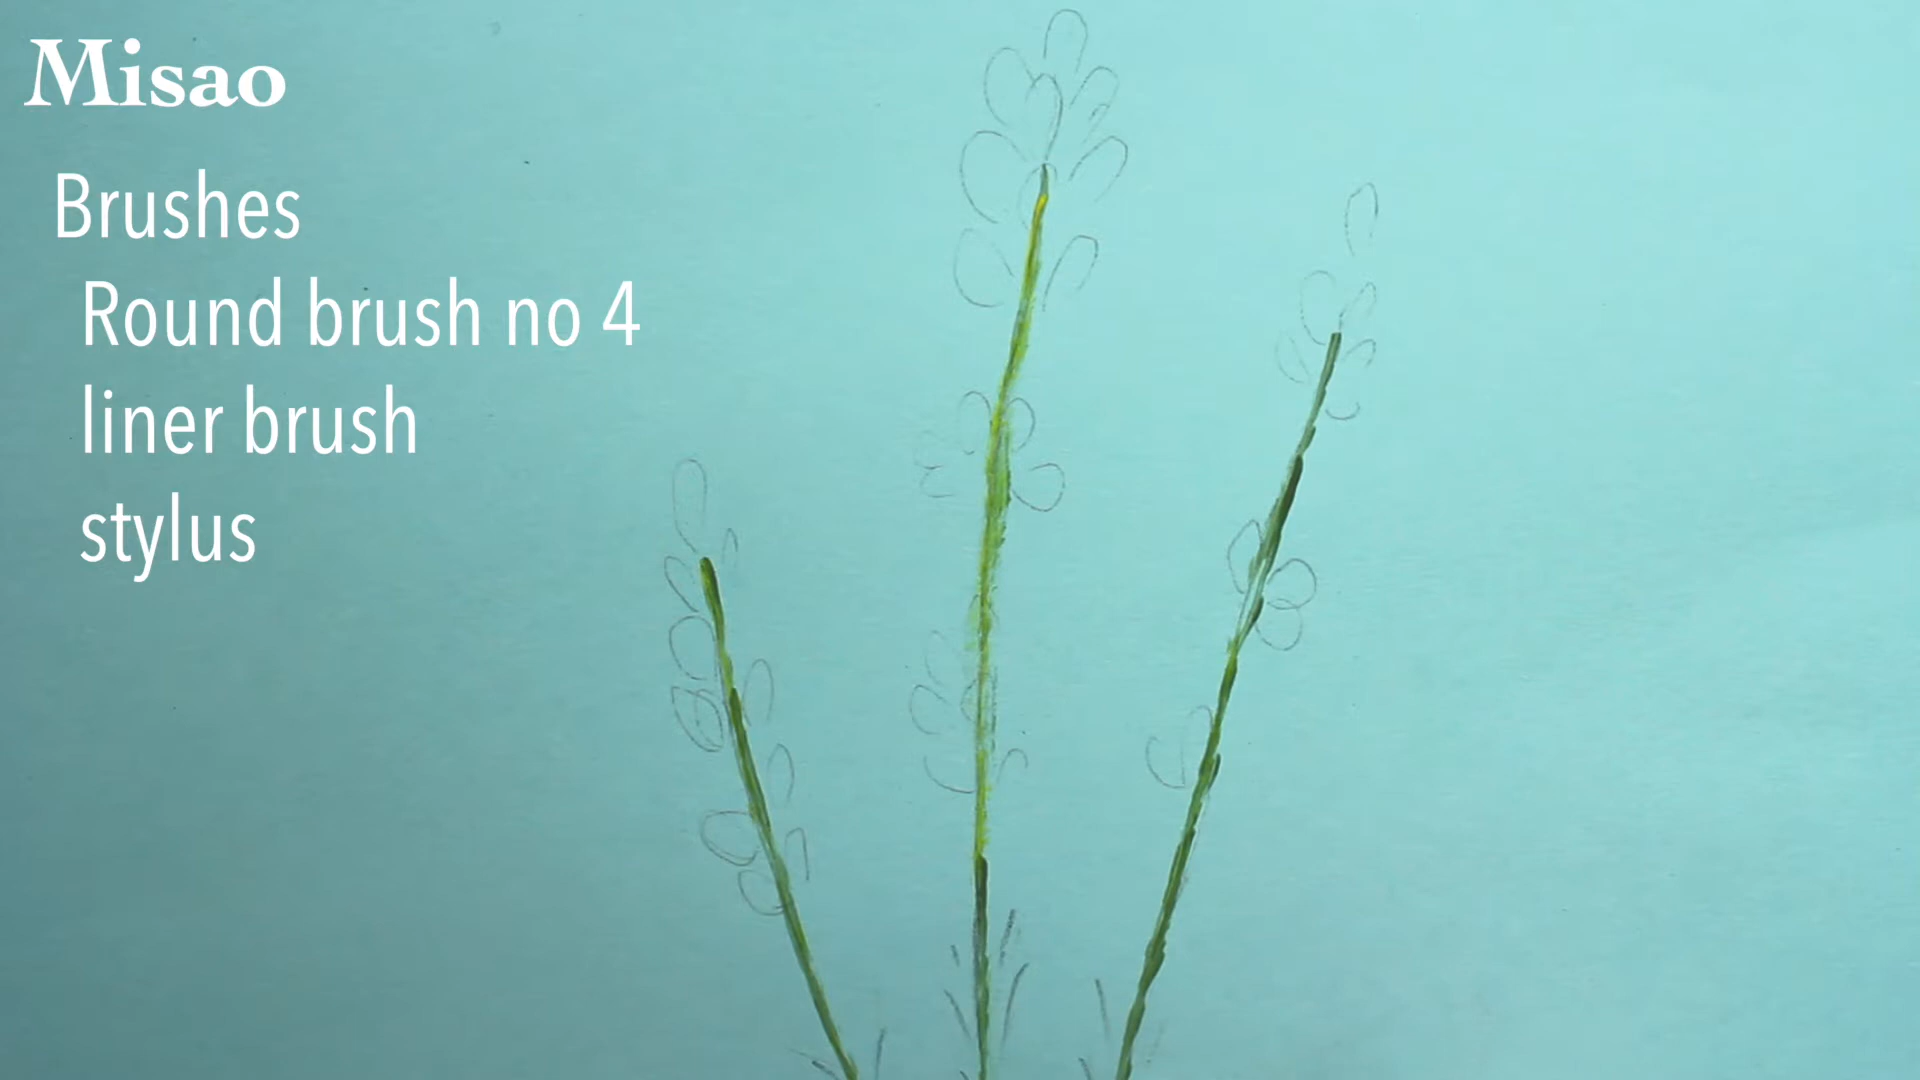 Misao
Brushes
Round brush no 4
liner brush
stylus